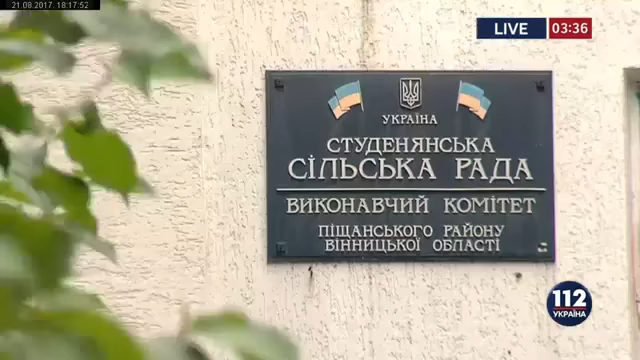 21.08.2017. 18:17:52
LIVE 03:36
УКРАЇНА
СТУДЕНЯНСЬКА
СІЛЬСЬКА РАДА
ВИКОНАВЧИЙ КОМІТЕТ
ПІЩАНСЬКОГО РАЙОНУ
ВІННИЦЬКОЇ ОБЛАСТІ
112
УКРАЇНА